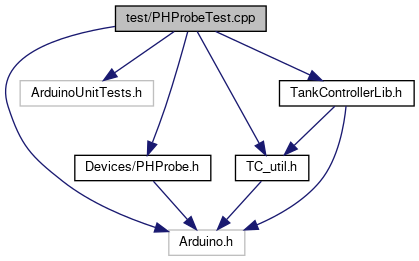 test/PHProbeTest.cpp
ArduinoUnitTests.h
TankControllerLib.h
Devices/PHProbe.h
TC_util.h
Arduino.h